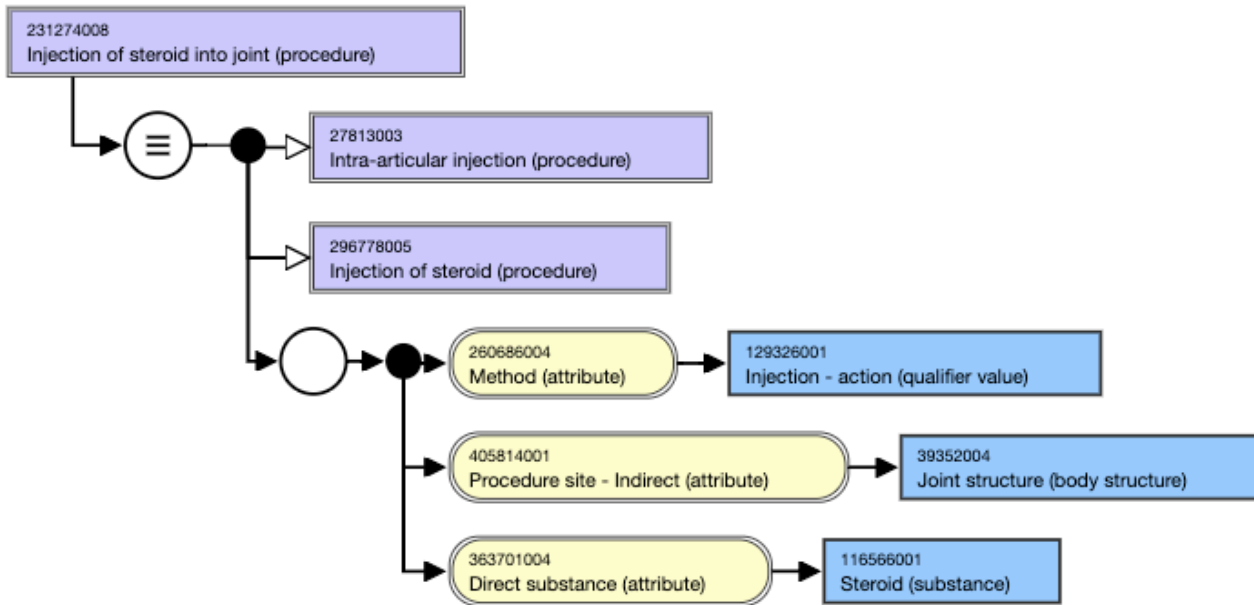 231274008
Injection of steroid into joint (procedure)
27813003
Intra-articular injection (procedure)
296778005
Injection of steroid (procedure)
260686004
Method (attribute)
129326001
Injection - action (qualifier value)
405814001
Procedure site - Indirect (attribute)
39352004
Joint structure (body structure)
363701004
Direct substance (attribute)
116566001
Steroid (substance)